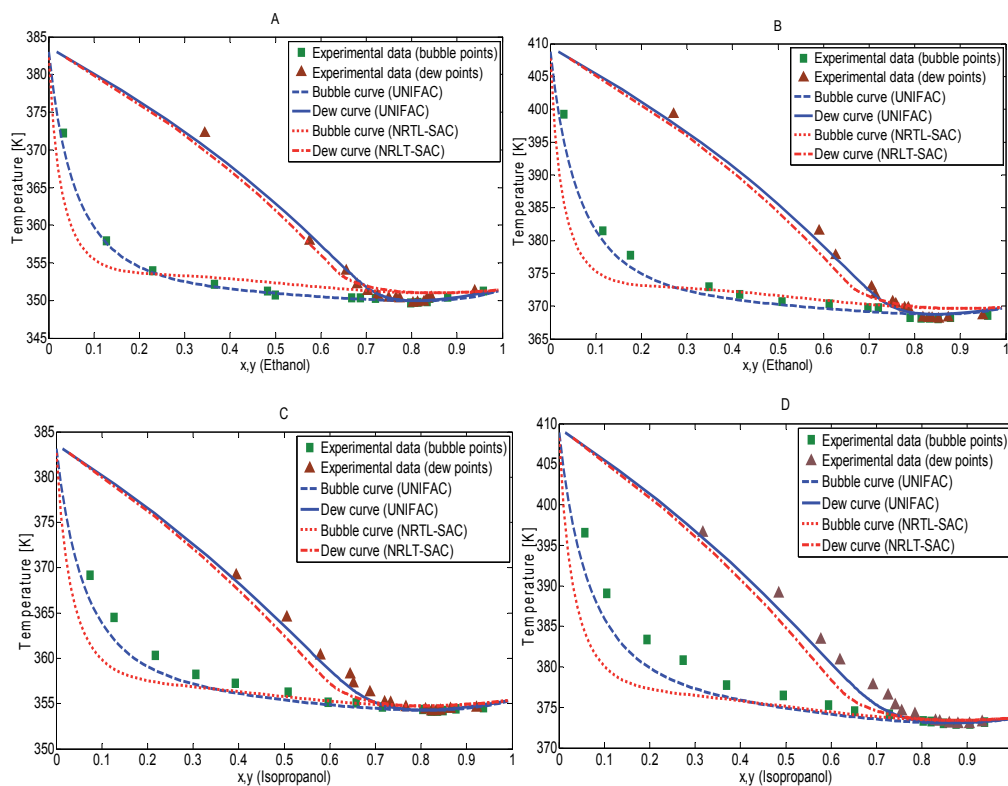 A
385
380
375
370
365
360
355
350
345
0
0.1
0.2
0.3
0.4
0.5
0.6
0.7
0.8
0.9
1
Temperature [K]
x,y (Ethanol)
Experimental data (bubble points)
Experimental data (dew points)
Bubble curve (UNIFAC)
Dew curve (UNIFAC)
Bubble curve (NRTL-SAC)
Dew curve (NRLT-SAC)
B
410
405
400
395
390
385
380
375
370
365
0
0.1
0.2
0.3
0.4
0.5
0.6
0.7
0.8
0.9
1
Temperature [K]
x,y (Ethanol)
Experimental data (bubble points)
Experimental data (dew points)
Bubble curve (UNIFAC)
Dew curve (UNIFAC)
Bubble curve (NRTL-SAC)
Dew curve (NRLT-SAC)
C
385
380
375
370
365
360
355
350
0
0.1
0.2
0.3
0.4
0.5
0.6
0.7
0.8
0.9
1
Temperature [K]
x,y (Isopropanol)
Experimental data (bubble points)
Experimental data (dew points)
Bubble curve (UNIFAC)
Dew curve (UNIFAC)
Bubble curve (NRTL-SAC)
Dew curve (NRLT-SAC)
D
410
405
400
395
390
385
380
375
370
0
0.1
0.2
0.3
0.4
0.5
0.6
0.7
0.8
0.9
1
Temperature [K]
x,y (Isopropanol)
Experimental data (bubble points)
Experimental data (dew points)
Bubble curve (UNIFAC)
Dew curve (UNIFAC)
Bubble curve (NRTL-SAC)
Dew curve (NRLT-SAC)